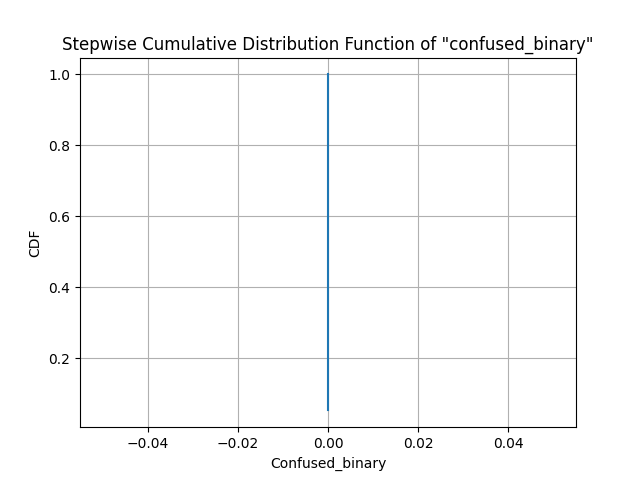 Stepwise Cumulative Distribution Function of "confused_binary"
1.0
0.8
0.6
0.4
0.2
CDF
−0.04 −0.02 0.00 0.02 0.04
Confused_binary